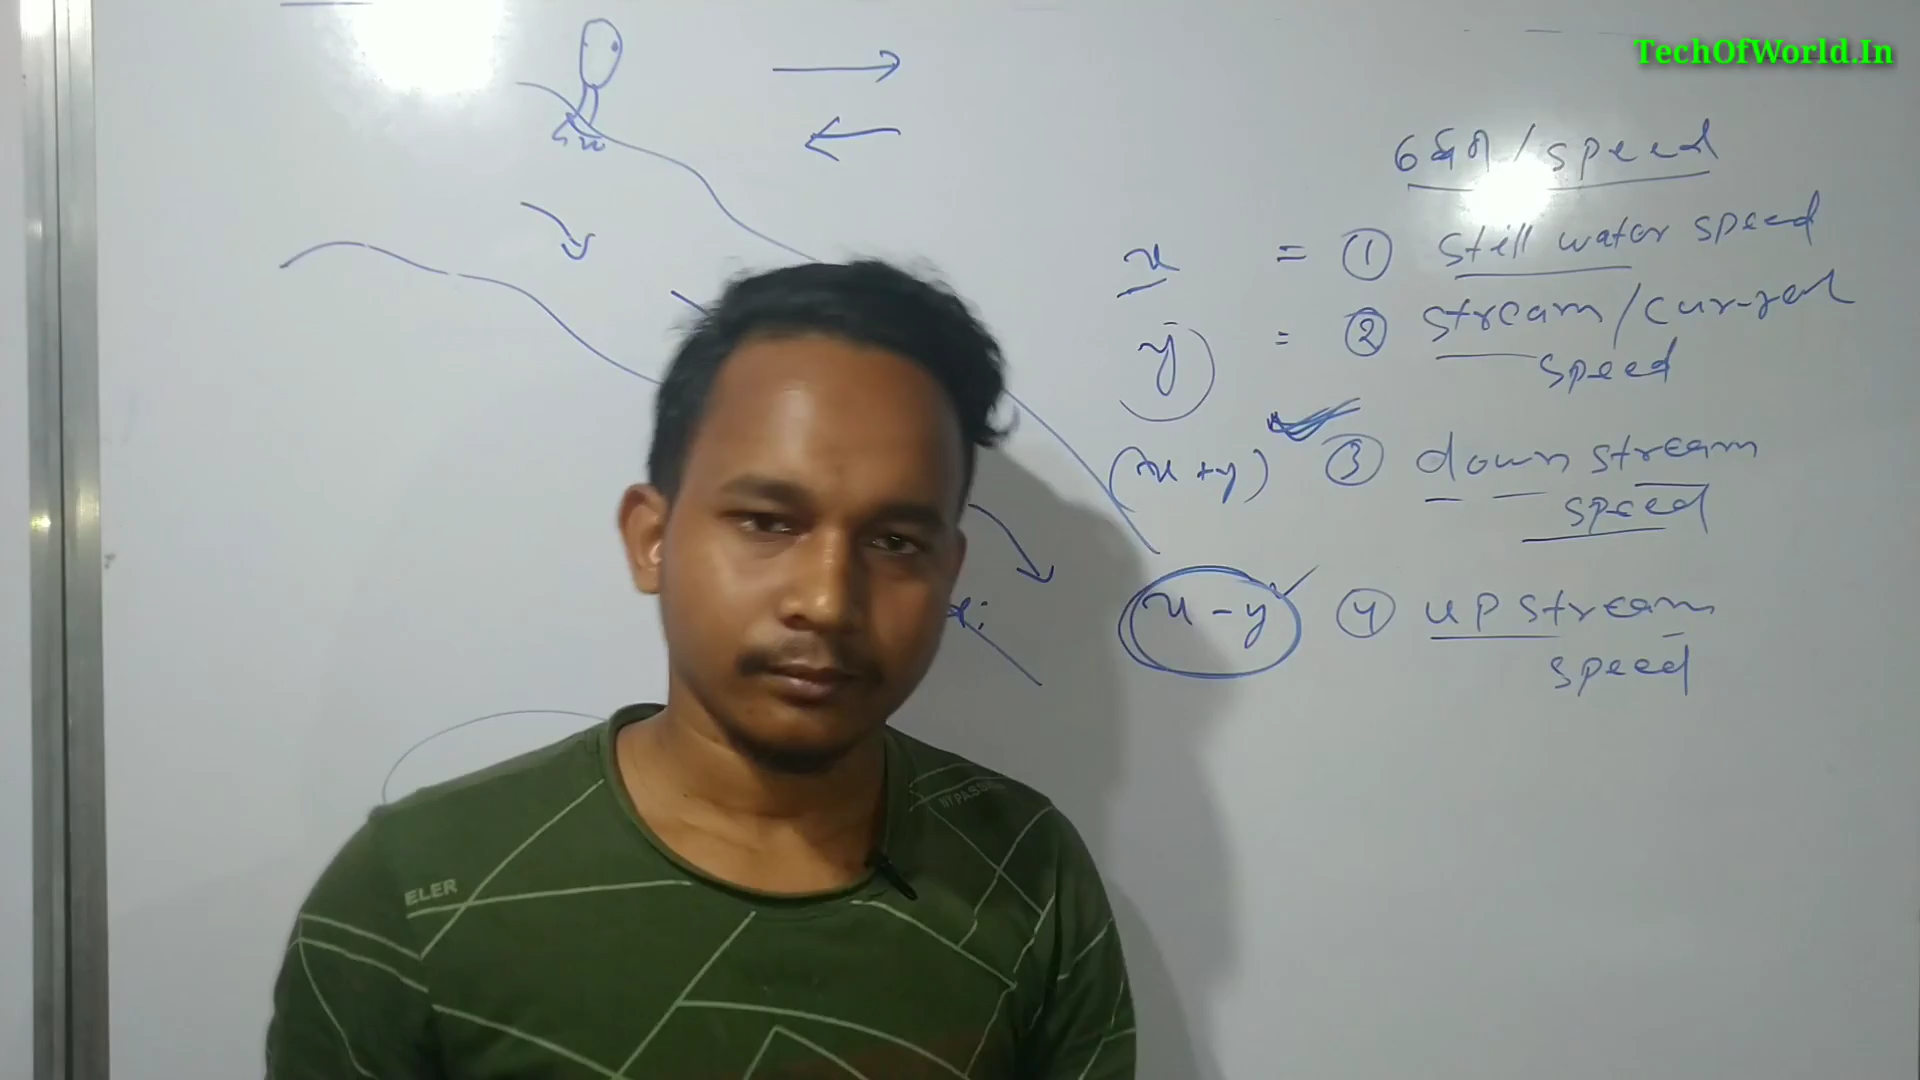 TechOfWorld.In
ବେଗ / speed
x = ① still water speed
y = ② stream/current
speed
(x+y) ③ down stream
speed
x-y ④ up stream
speed
ELER